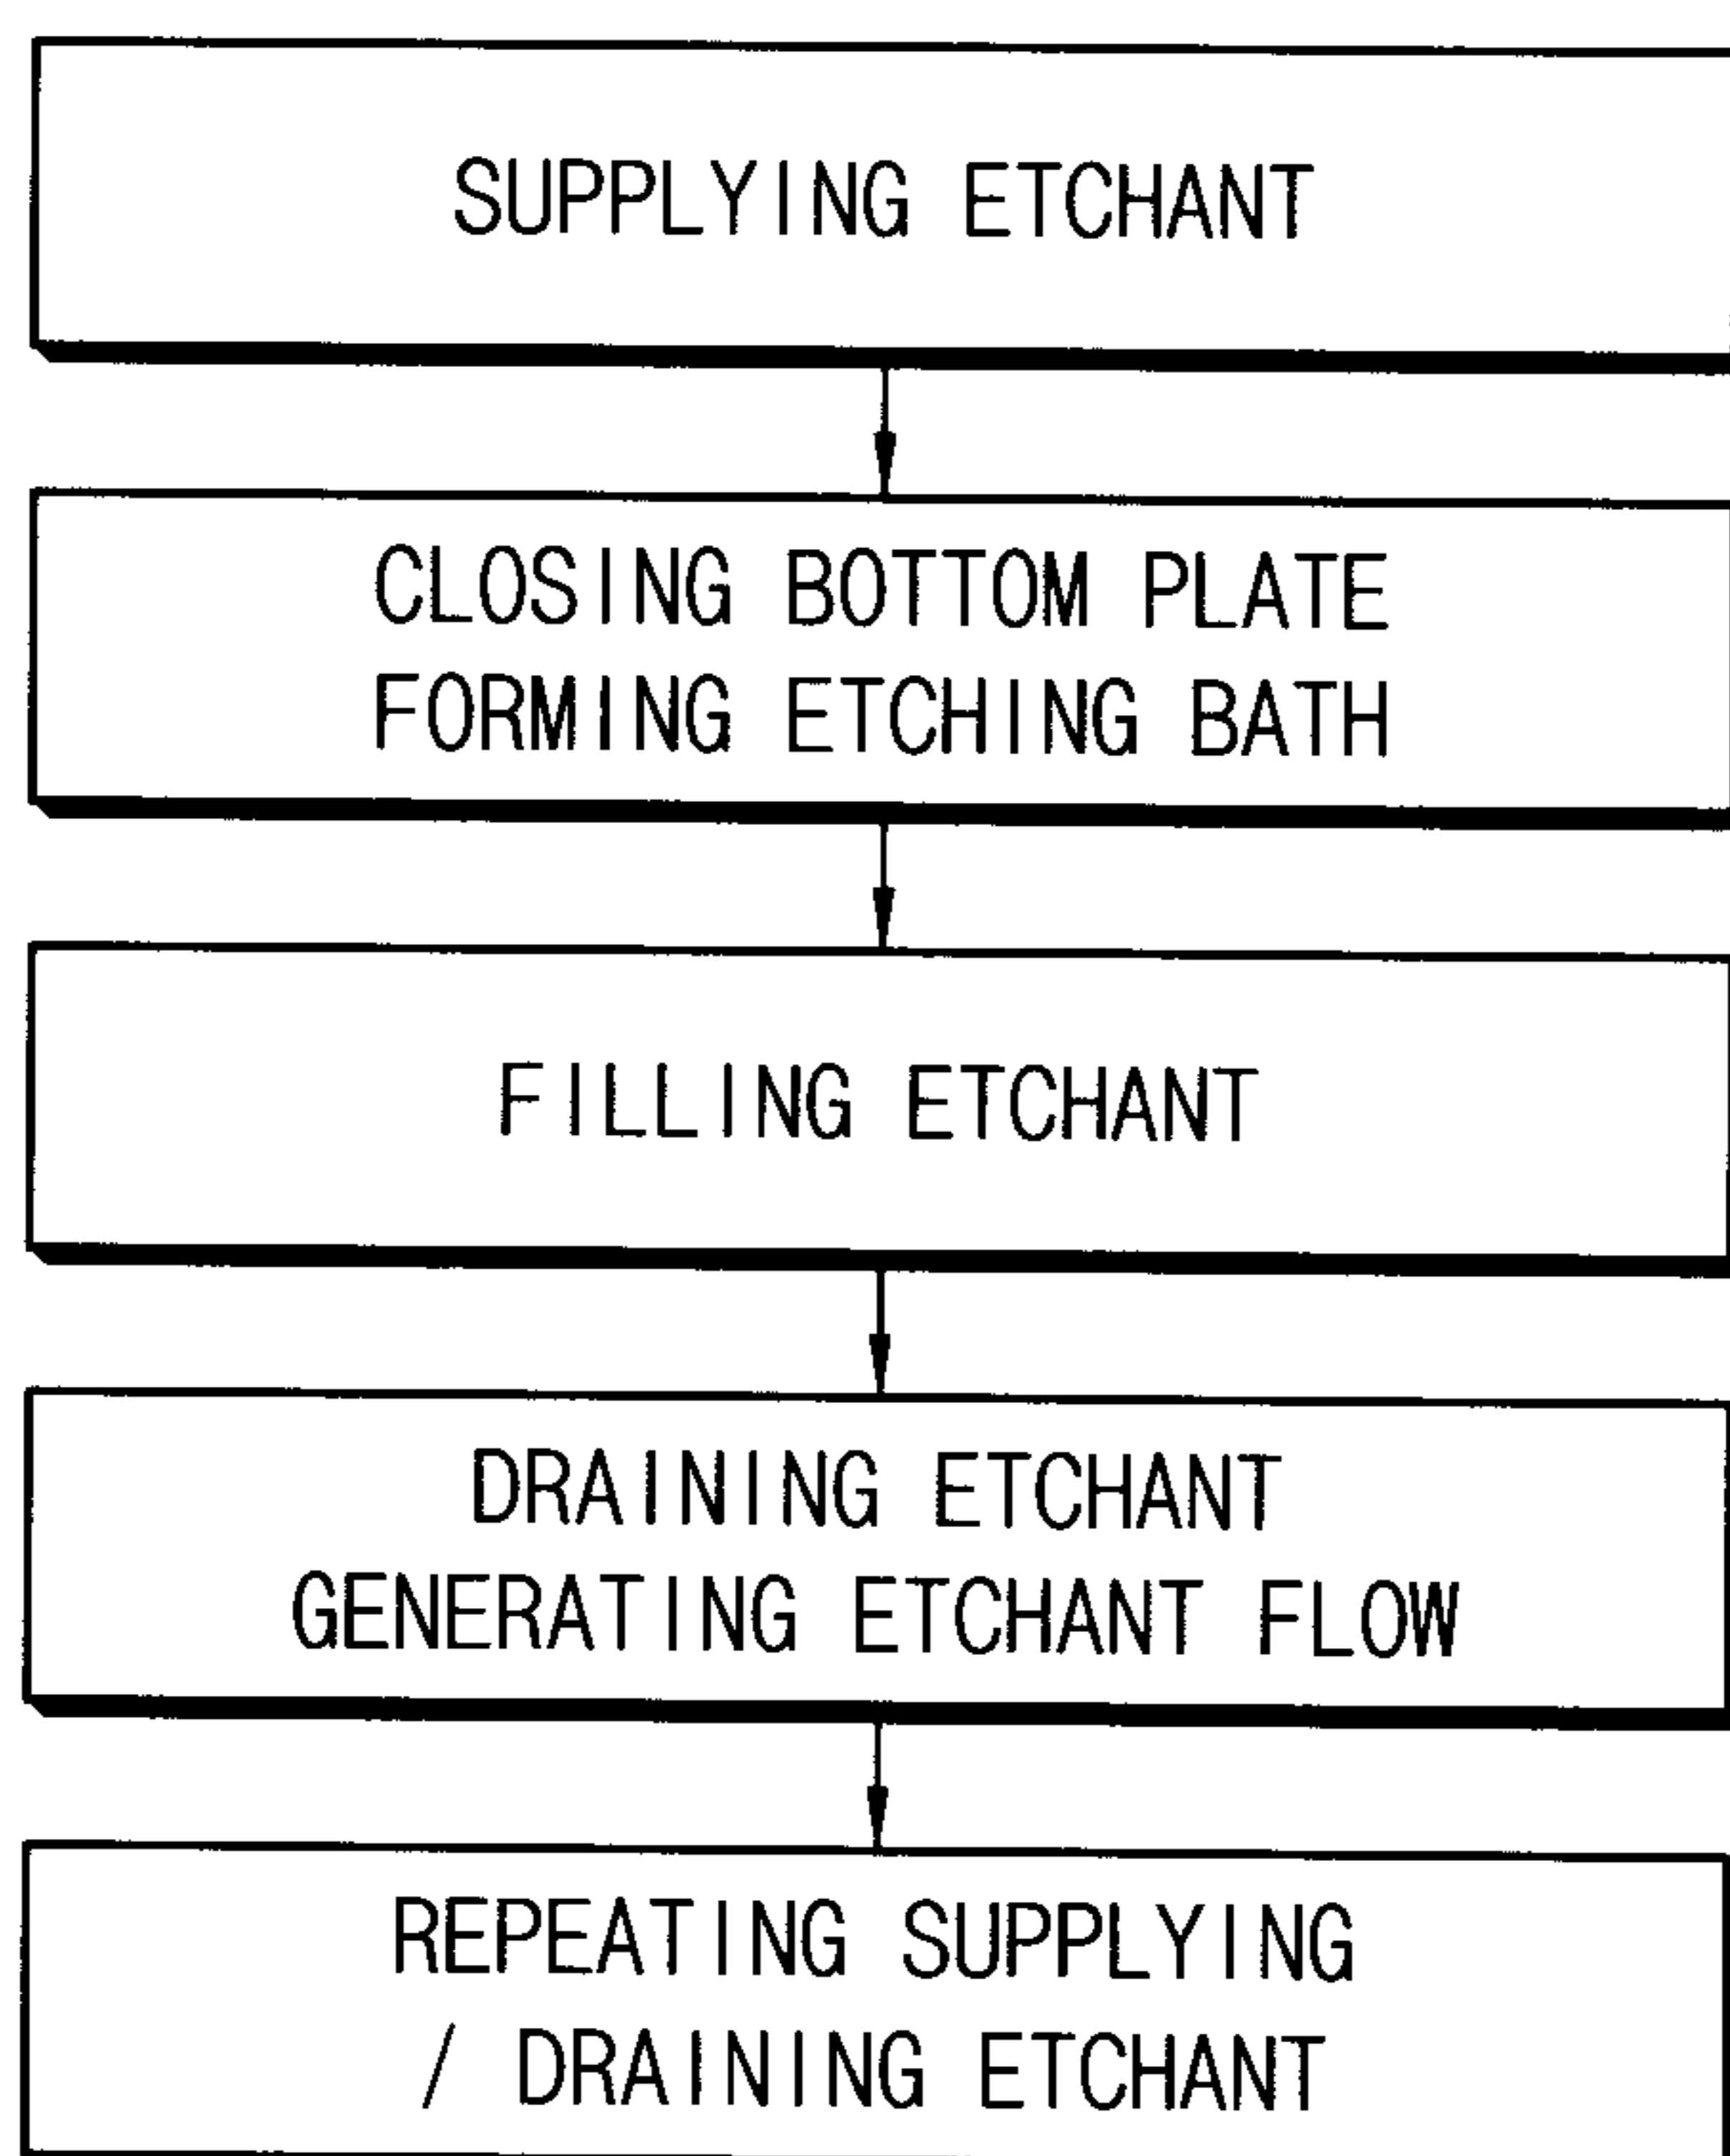 SUPPLYING ETCHANT
CLOSING BOTTOM PLATE
FORMING ETCHING BATH
FILLING ETCHANT
DRAINING ETCHANT
GENERATING ETCHANT FLOW
REPEATING SUPPLYING
/ DRAINING ETCHANT